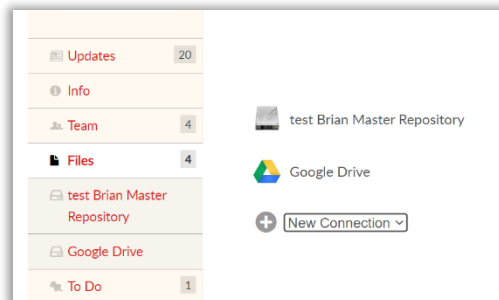 Updates 20
Info
Team 4
Files 4
test Brian Master
Repository
Google Drive
To Do 1
test Brian Master Repository
Google Drive
New Connection